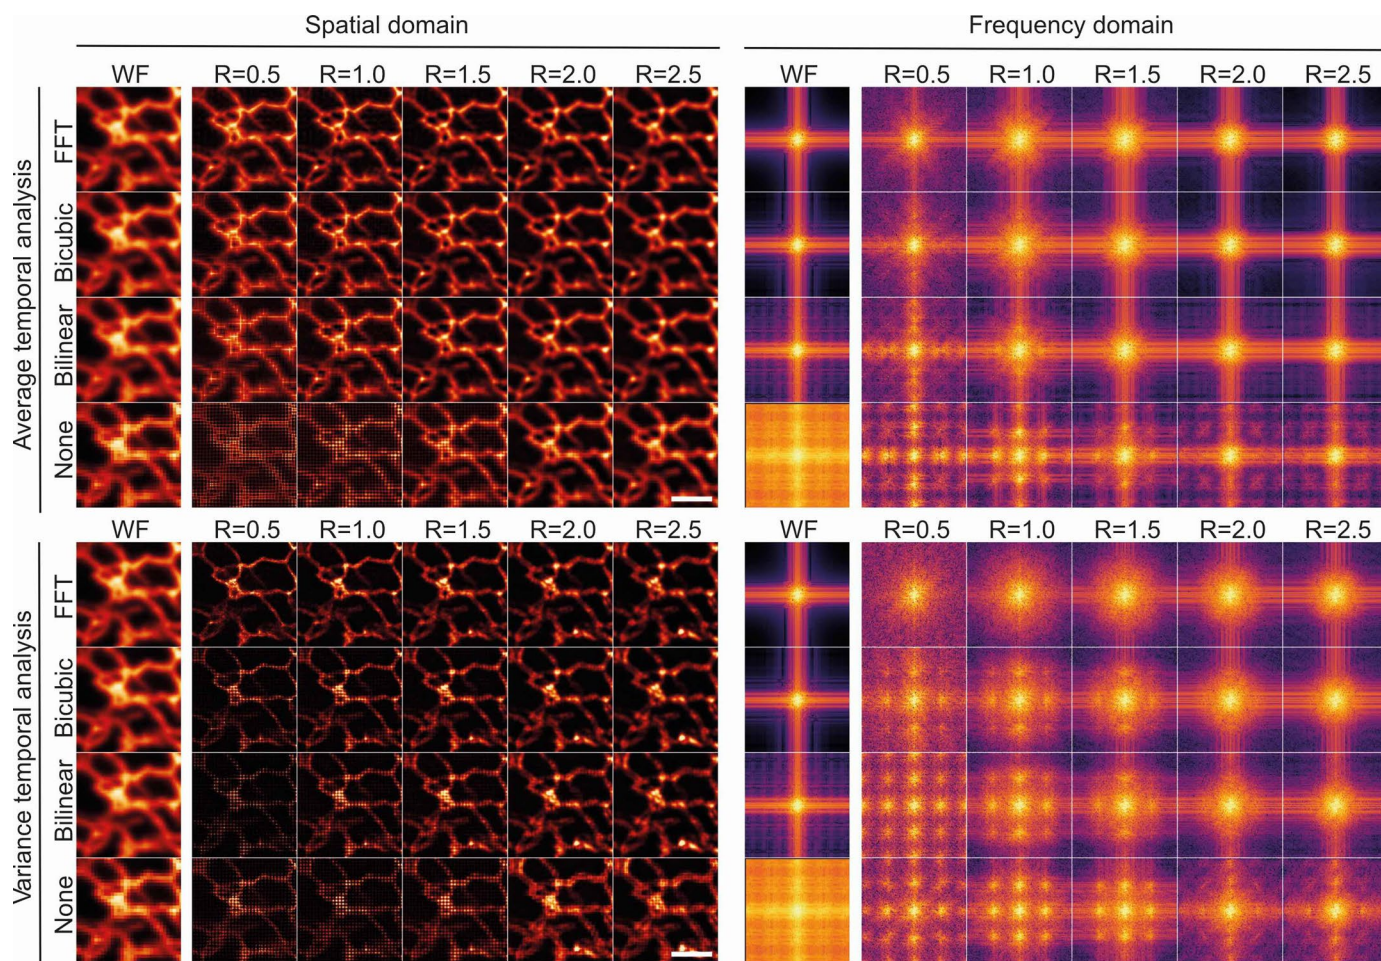 Spatial domain Frequency domain
WF R=0.5 R=1.0 R=1.5 R=2.0 R=2.5 WF R=0.5 R=1.0 R=1.5 R=2.0 R=2.5
Average temporal analysis
FFT
Bicubic
Bilinear
None
WF R=0.5 R=1.0 R=1.5 R=2.0 R=2.5 WF R=0.5 R=1.0 R=1.5 R=2.0 R=2.5
Variance temporal analysis
FFT
Bicubic
Bilinear
None